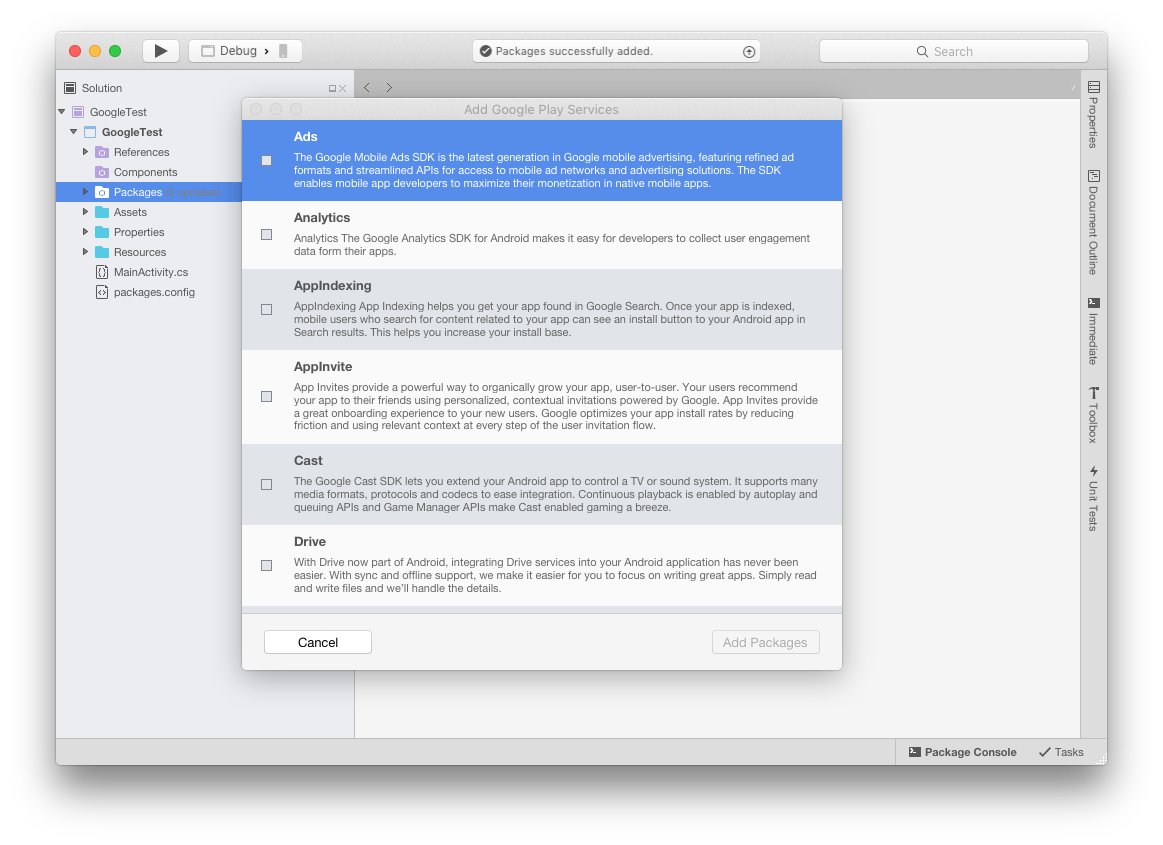 Debug
Packages successfully added.
Search
Solution
GoogleTest
GoogleTest
References
Components
Packages
Assets
Properties
Resources
MainActivity.cs
packages.config
Add Google Play Services
Ads
The Google Mobile Ads SDK is the latest generation in Google mobile advertising, featuring refined ad
formats and streamlined APIs for access to mobile ad networks and advertising solutions. The SDK
enables mobile app developers to maximize their monetization in native mobile apps.
Analytics
Analytics The Google Analytics SDK for Android makes it easy for developers to collect user engagement
data form their apps.
AppIndexing
AppIndexing App Indexing helps you get your app found in Google Search. Once your app is indexed,
mobile users who search for content related to your app can see an install button to your Android app in
Search results. This helps you increase your install base.
AppInvite
App Invites provide a powerful way to organically grow your app, user-to-user. Your users recommend
your app to their friends using personalized, contextual invitations powered by Google. App Invites provide
a great onboarding experience to your new users. Google optimizes your app install rates by reducing
friction and using relevant context at every step of the user invitation flow.
Cast
The Google Cast SDK lets you extend your Android app to control a TV or sound system. It supports many
media formats, protocols and codecs to ease integration. Continuous playback is enabled by autoplay and
queuing APIs and Game Manager APIs make Cast enabled gaming a breeze.
Drive
With Drive now part of Android, integrating Drive services into your Android application has never been
easier. With sync and offline support, we make it easier for you to focus on writing great apps. Simply read
and write files and we'll handle the details.
Cancel
Add Packages
Properties
Document Outline
Immediate
Toolbox
Unit Tests
Package Console
Tasks